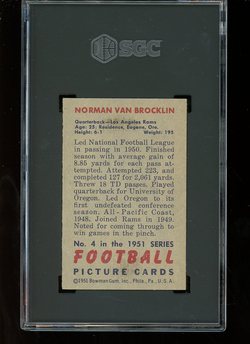 SGC
NORMAN VAN BROCKLIN
Quarterback—Los Angeles Rams
Age: 25; Residence, Eugene, Ore.
Height: 6-1 Weight: 195
Led National Football League
in passing in 1950. Finished
season with average gain of
8.85 yards for each pass at-
tempted. Attempted 223, and com-
pleted 127 for 2,061 yards.
Threw 18 TD passes. Played
quarterback for University of
Oregon. Led Oregon to its
first undefeated conference
season. All-Pacific Coast,
1948. Joined Rams in 1949.
Noted for coming through to
win games in the pinch.
No. 4 in the 1951 SERIES
FOOTBALL
PICTURE CARDS
©1951 Bowman Gum, Inc., Phila., Pa., U. S. A.